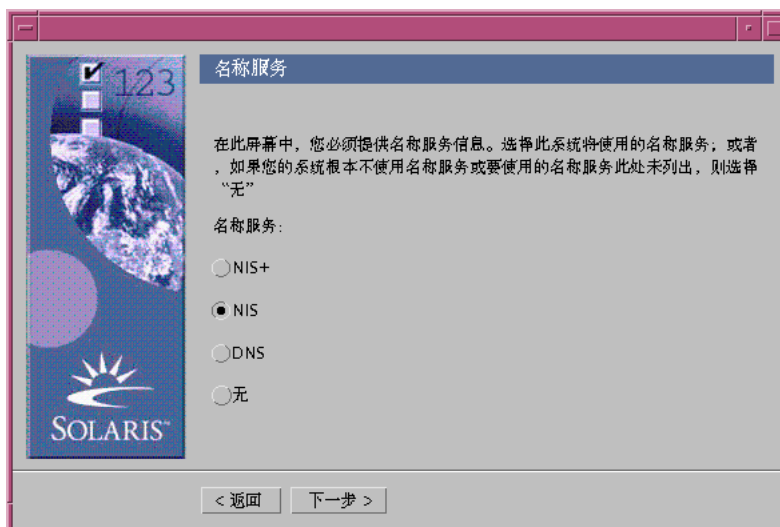 123
名称服务
在此屏幕中，您必须提供名称服务信息。选择此系统将使用的名称服务；或者
，如果您的系统根本不使用名称服务或要使用的名称服务此处未列出，则选择
“无”
名称服务：
NIS+
NIS
DNS
无
SOLARIS™
< 返回
下一步 >